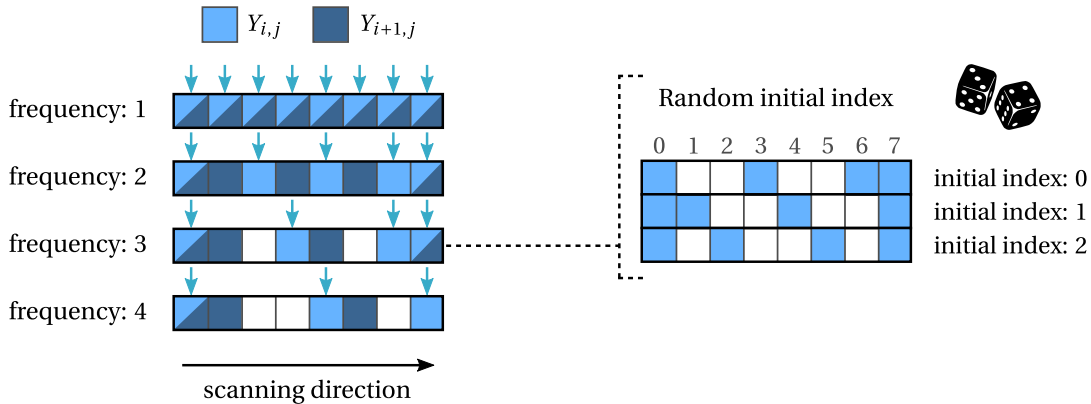 Y_{i,j} Y_{i+1,j}
frequency: 1
frequency: 2
frequency: 3
frequency: 4
scanning direction
Random initial index
0 1 2 3 4 5 6 7
initial index: 0
initial index: 1
initial index: 2